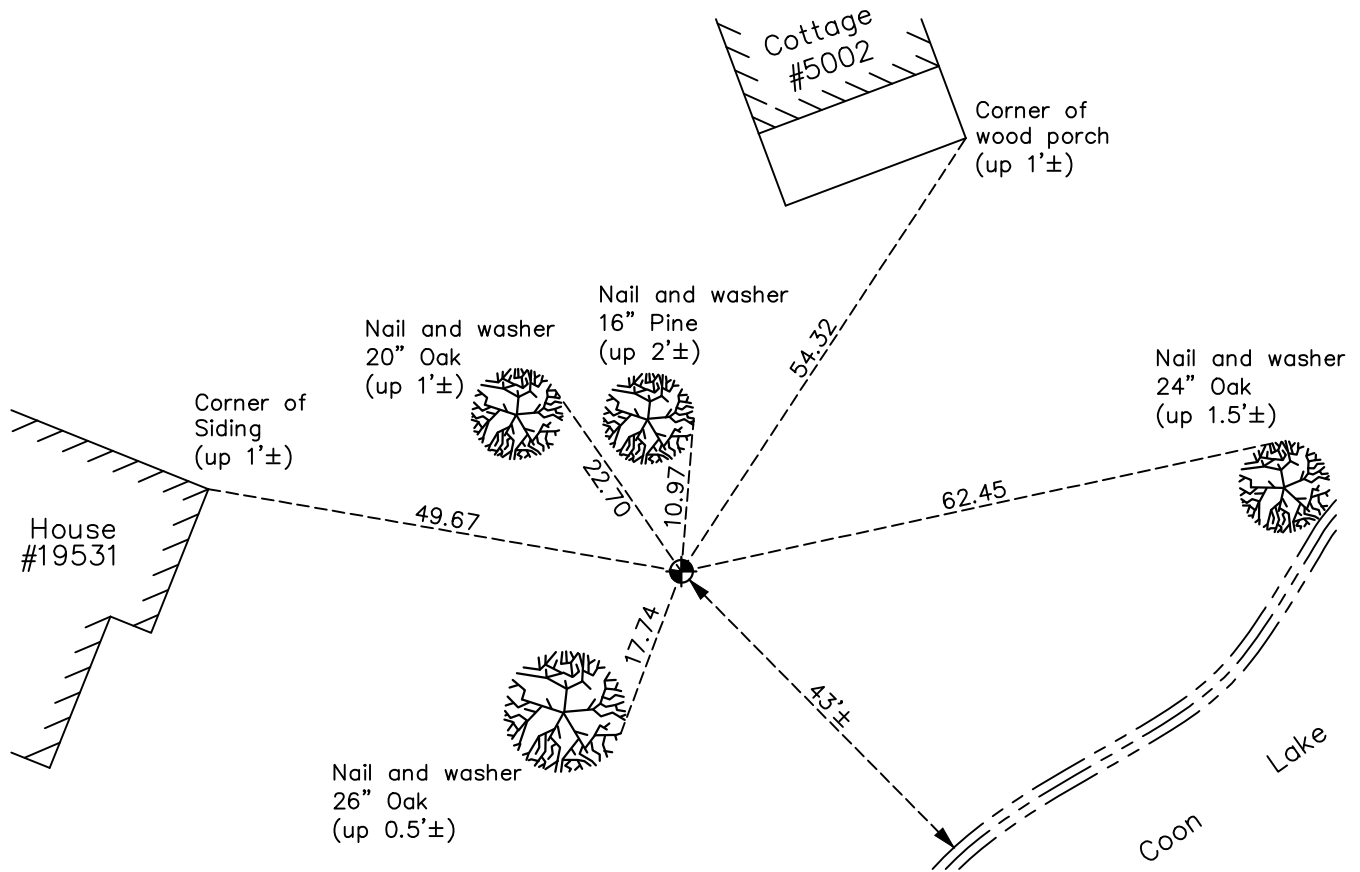 Cottage
#5002
Corner of
wood porch
(up 1'±)
Nail and washer
16” Pine
(up 2'±)
Nail and washer
20” Oak
(up 1'±)
54.32
Nail and washer
24” Oak
(up 1.5'±)
Corner of
Siding
(up 1'±)
22.70
10.97
62.45
49.67
House
#19531
17.74
43'±
Nail and washer
26” Oak
(up 0.5'±)
Coon Lake